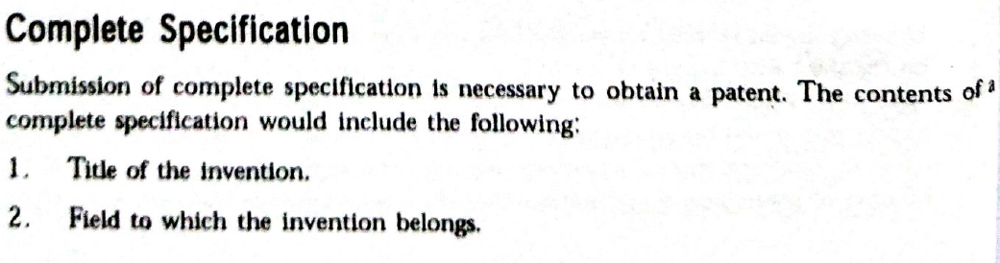 Complete Specification
Submission of complete specification is necessary to obtain a patent. The contents of a
complete specification would include the following:
1. Title of the invention.
2. Field to which the invention belongs.